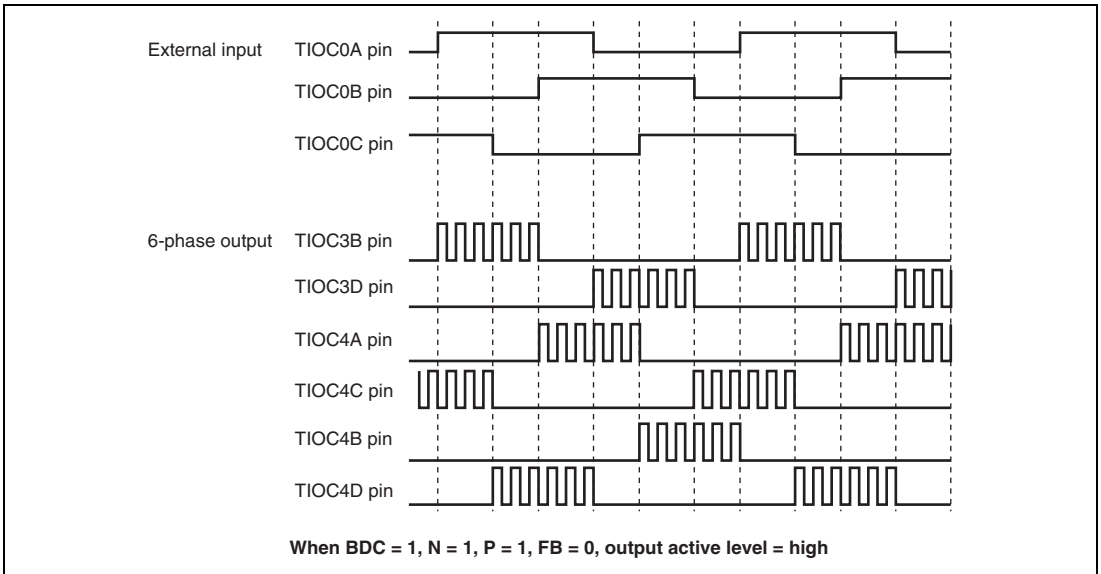 External input TIOC0A pin
TIOC0B pin
TIOC0C pin
6-phase output TIOC3B pin
TIOC3D pin
TIOC4A pin
TIOC4C pin
TIOC4B pin
TIOC4D pin
When BDC = 1, N = 1, P = 1, FB = 0, output active level = high